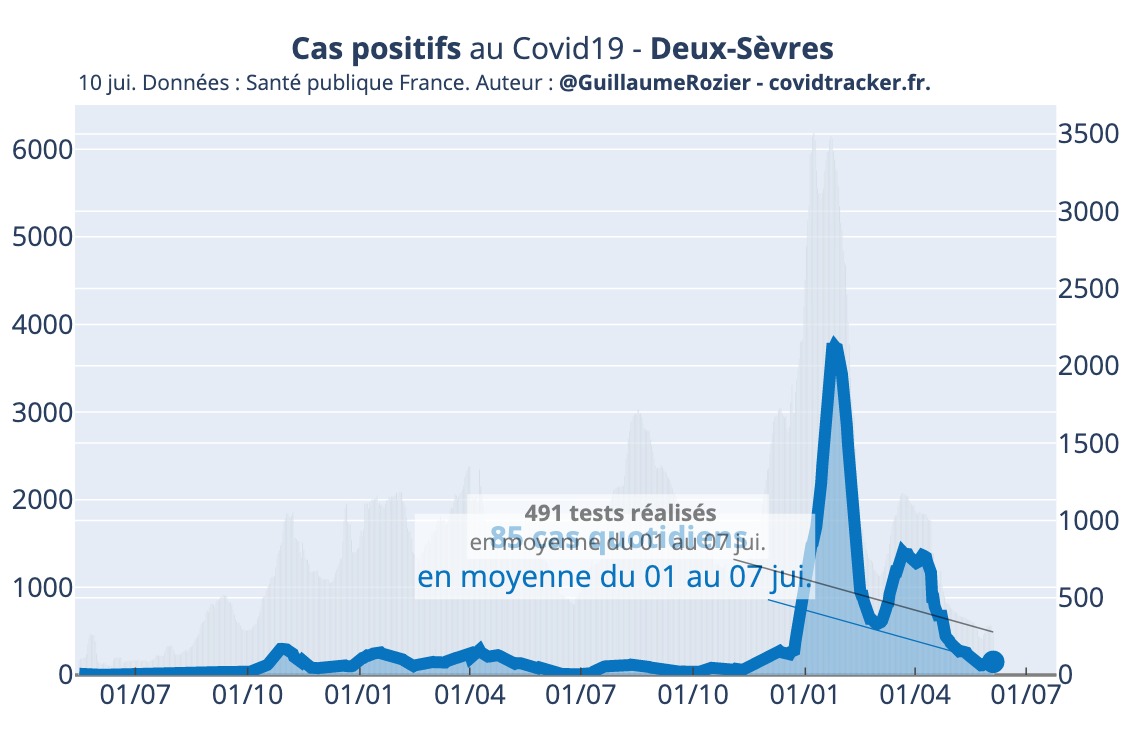 Cas positifs au Covid19 - Deux-Sèvres
10 jui. Données : Santé publique France. Auteur : @GuillaumeRozier - covidtracker.fr.
6000
5000
4000
3000
2000
1000
0
3500
3000
2500
2000
1500
1000
500
0
491 tests réalisés
en moyenne du 01 au 07 jui.
85 cas quotidiens
en moyenne du 01 au 07 jui.
01/07 01/10 01/01 01/04 01/07 01/10 01/01 01/04 01/07